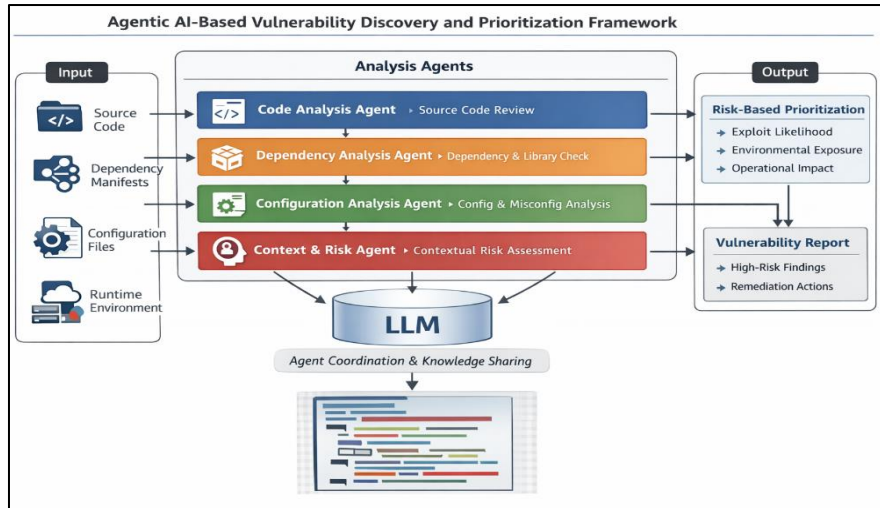 Agentic AI-Based Vulnerability Discovery and Prioritization Framework
Input
Source
Code
Dependency
Manifests
Configuration
Files
Runtime
Environment
Analysis Agents
</> Code Analysis Agent ▸ Source Code Review
Dependency Analysis Agent ▸ Dependency & Library Check
Configuration Analysis Agent ▸ Config & Misconfig Analysis
Context & Risk Agent ▸ Contextual Risk Assessment
LLM
Agent Coordination & Knowledge Sharing
Output
Risk-Based Prioritization
Exploit Likelihood
Environmental Exposure
Operational Impact
Vulnerability Report
High-Risk Findings
Remediation Actions